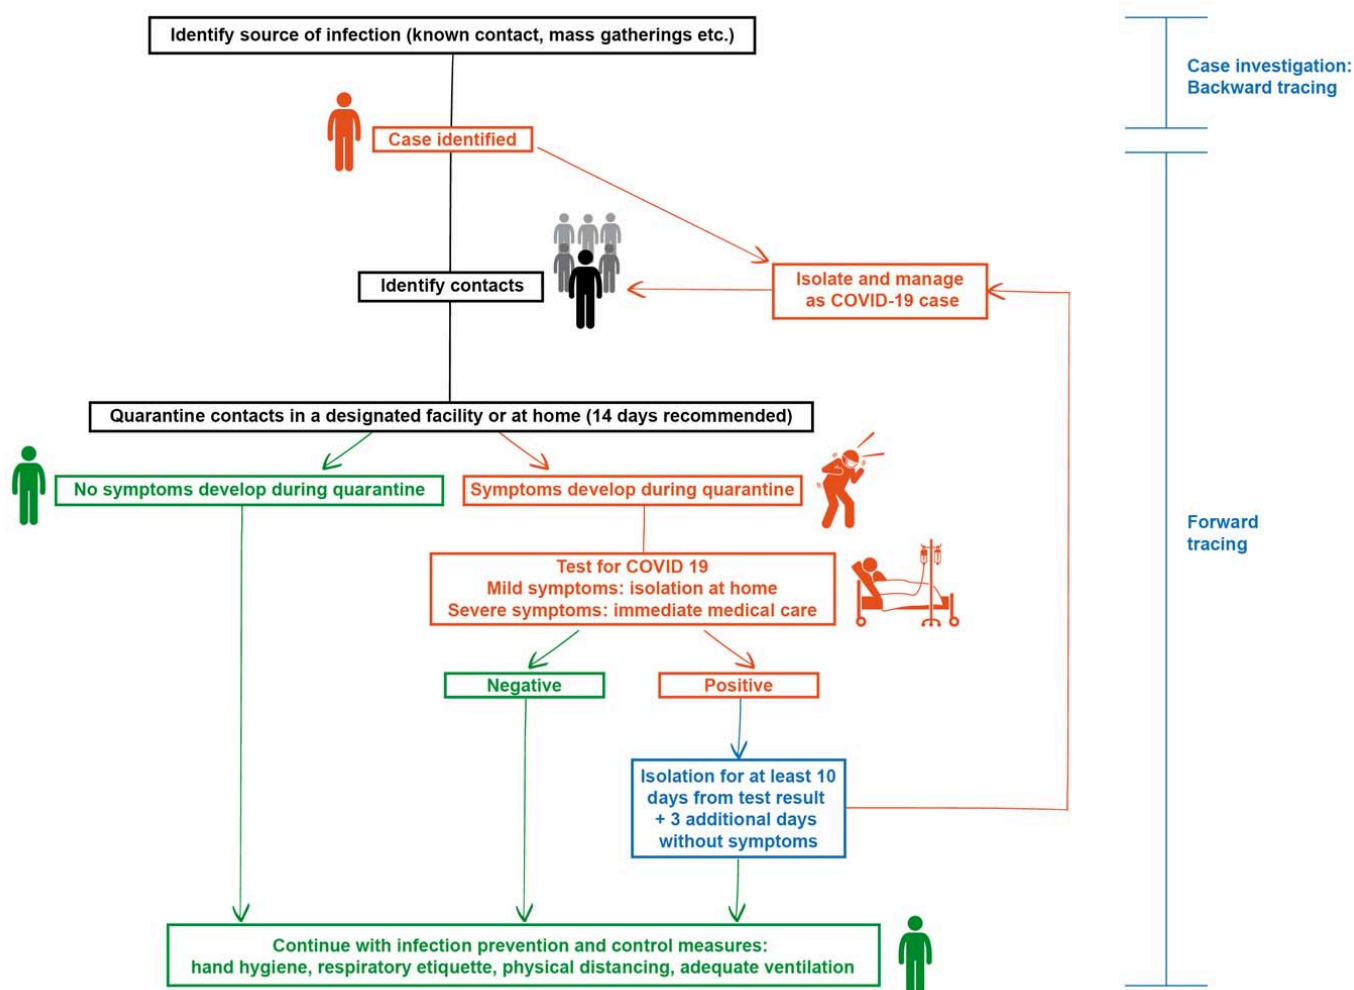 Identify source of infection (known contact, mass gatherings etc.)
Case investigation:
Backward tracing
Case identified
Identify contacts
Isolate and manage
as COVID-19 case
Quarantine contacts in a designated facility or at home (14 days recommended)
No symptoms develop during quarantine
Symptoms develop during quarantine
Forward
tracing
Test for COVID 19
Mild symptoms: isolation at home
Severe symptoms: immediate medical care
Negative
Positive
Isolation for at least 10
days from test result
+ 3 additional days
without symptoms
Continue with infection prevention and control measures:
hand hygiene, respiratory etiquette, physical distancing, adequate ventilation